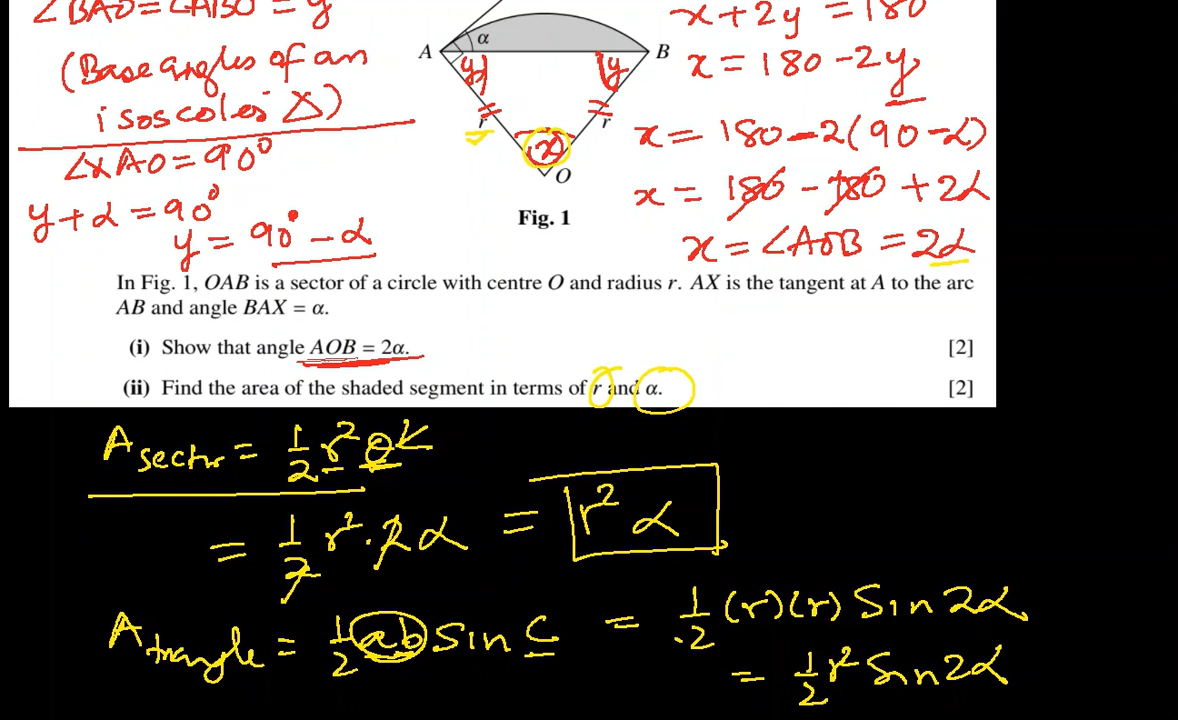 ∠BAO = ∠ABO = y
(Base angles of an
isosceles Δ)
∠XAO = 90°
y + α = 90°
y = 90° - α
A
α
B
y
y
r
r
x
O
Fig. 1
x + 2y = 180
x = 180 - 2y
x = 180 - 2(90 - α)
x = 180 - 180 + 2α
x = ∠AOB = 2α
In Fig. 1, OAB is a sector of a circle with centre O and radius r. AX is the tangent at A to the arc
AB and angle BAX = α.
(i) Show that angle AOB = 2α. [2]
(ii) Find the area of the shaded segment in terms of r and α. [2]
A sector = 1/2 r² θ
= 1/2 r² · 2α = r² α
A triangle = 1/2 ab Sin C = 1/2 (r)(r) Sin 2α
= 1/2 r² Sin 2α